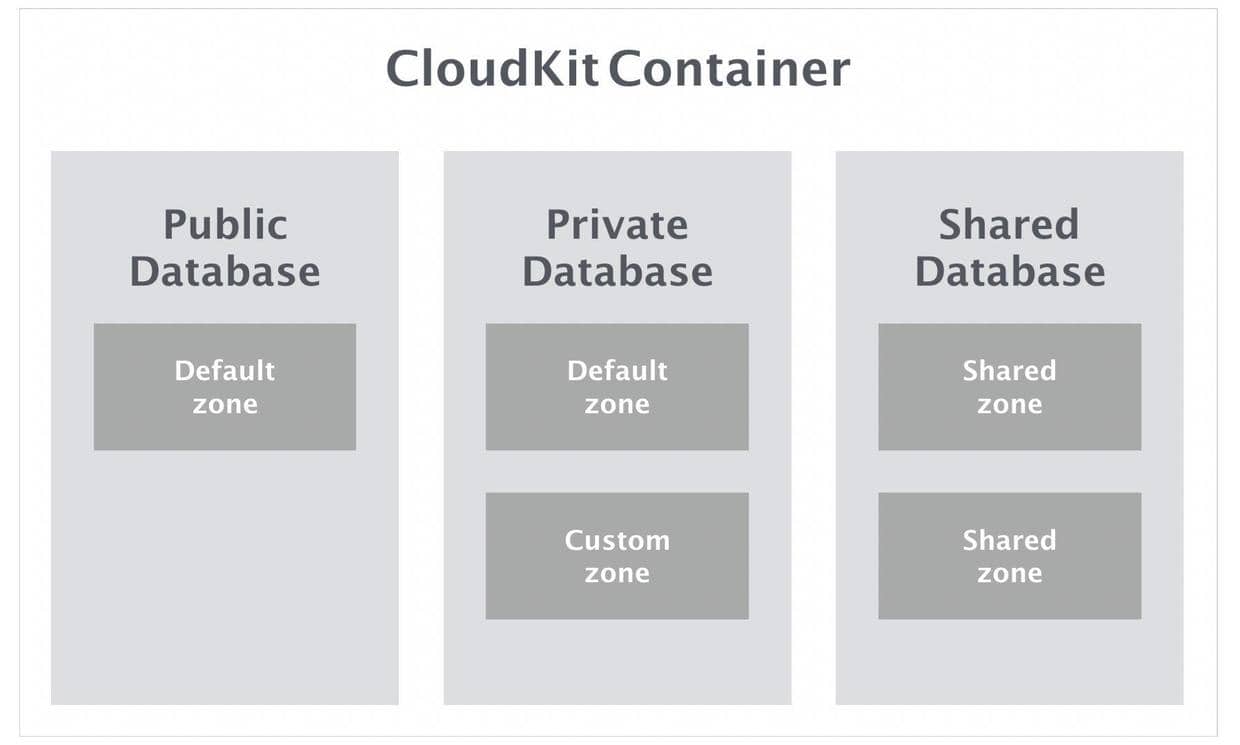 CloudKit Container
Public
Database
Default
zone
Private
Database
Default
zone
Custom
zone
Shared
Database
Shared
zone
Shared
zone